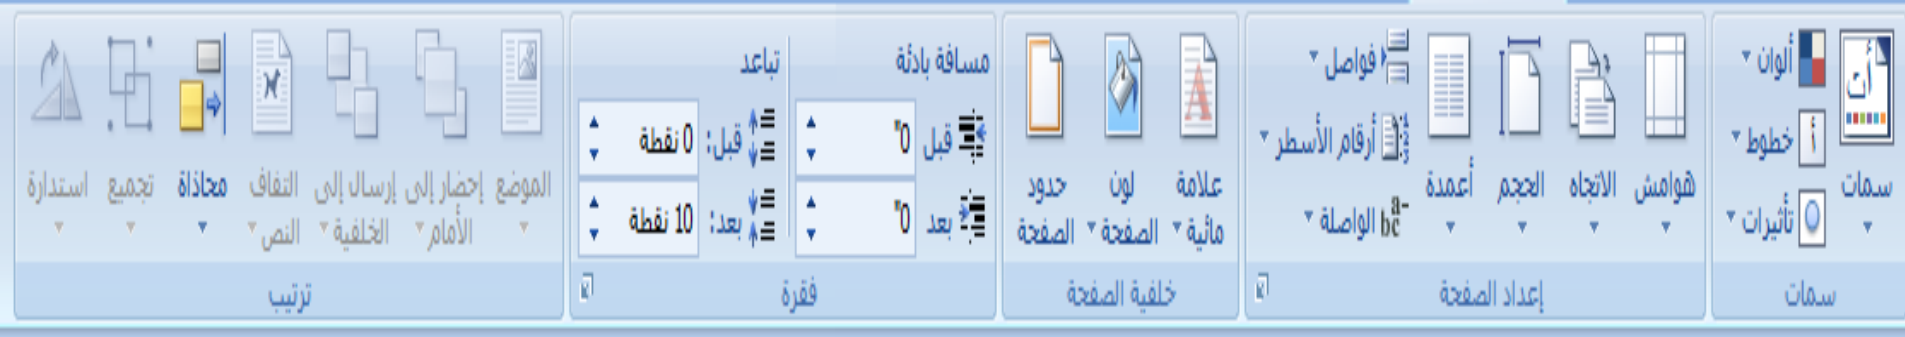 سمات
ألوان
خطوط
تأثيرات
سمات
هوامش
الاتجاه
الحجم
أعمدة
فواصل
أرقام الأسطر
الواصلة
إعداد الصفحة
علامة
مائية
لون
الصفحة
حدود
الصفحة
خلفية الصفحة
مسافة بادئة
قبل 0"
بعد 0"
تباعد
قبل: 0 نقطة
بعد: 10 نقطة
فقرة
الموضع
إحضار إلى
الأمام
إرسال إلى
الخلفية
التفاف
النص
محاذاة
تجميع
استدارة
ترتيب